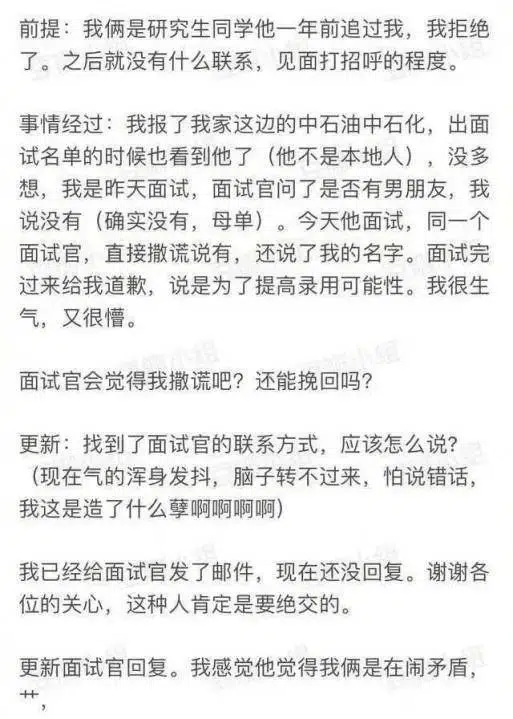 前提：我俩是研究生同学他一年前追过我，我拒绝
了。之后就没有什么联系，见面打招呼的程度。
事情经过：我报了我家这边的中石油中石化，出面
试名单的时候也看到他了（他不是本地人），没多
想，我是昨天面试，面试官问了是否有男朋友，我
说没有（确实没有，母单）。今天他面试，同一个
面试官，直接撒谎说有，还说了我的名字。面试完
过来给我道歉，说是为了提高录用可能性。我很生
气，又很懵。
面试官会觉得我撒谎吧？还能挽回吗？
更新：找到了面试官的联系方式，应该怎么说？
（现在气的浑身发抖，脑子转不过来，怕说错话，
我这是造了什么孽啊啊啊啊）
我已经给面试官发了邮件，现在还没回复。谢谢各
位的关心，这种人肯定是要绝交的。
更新面试官回复。我感觉他觉得我俩是在闹矛盾，
艹，